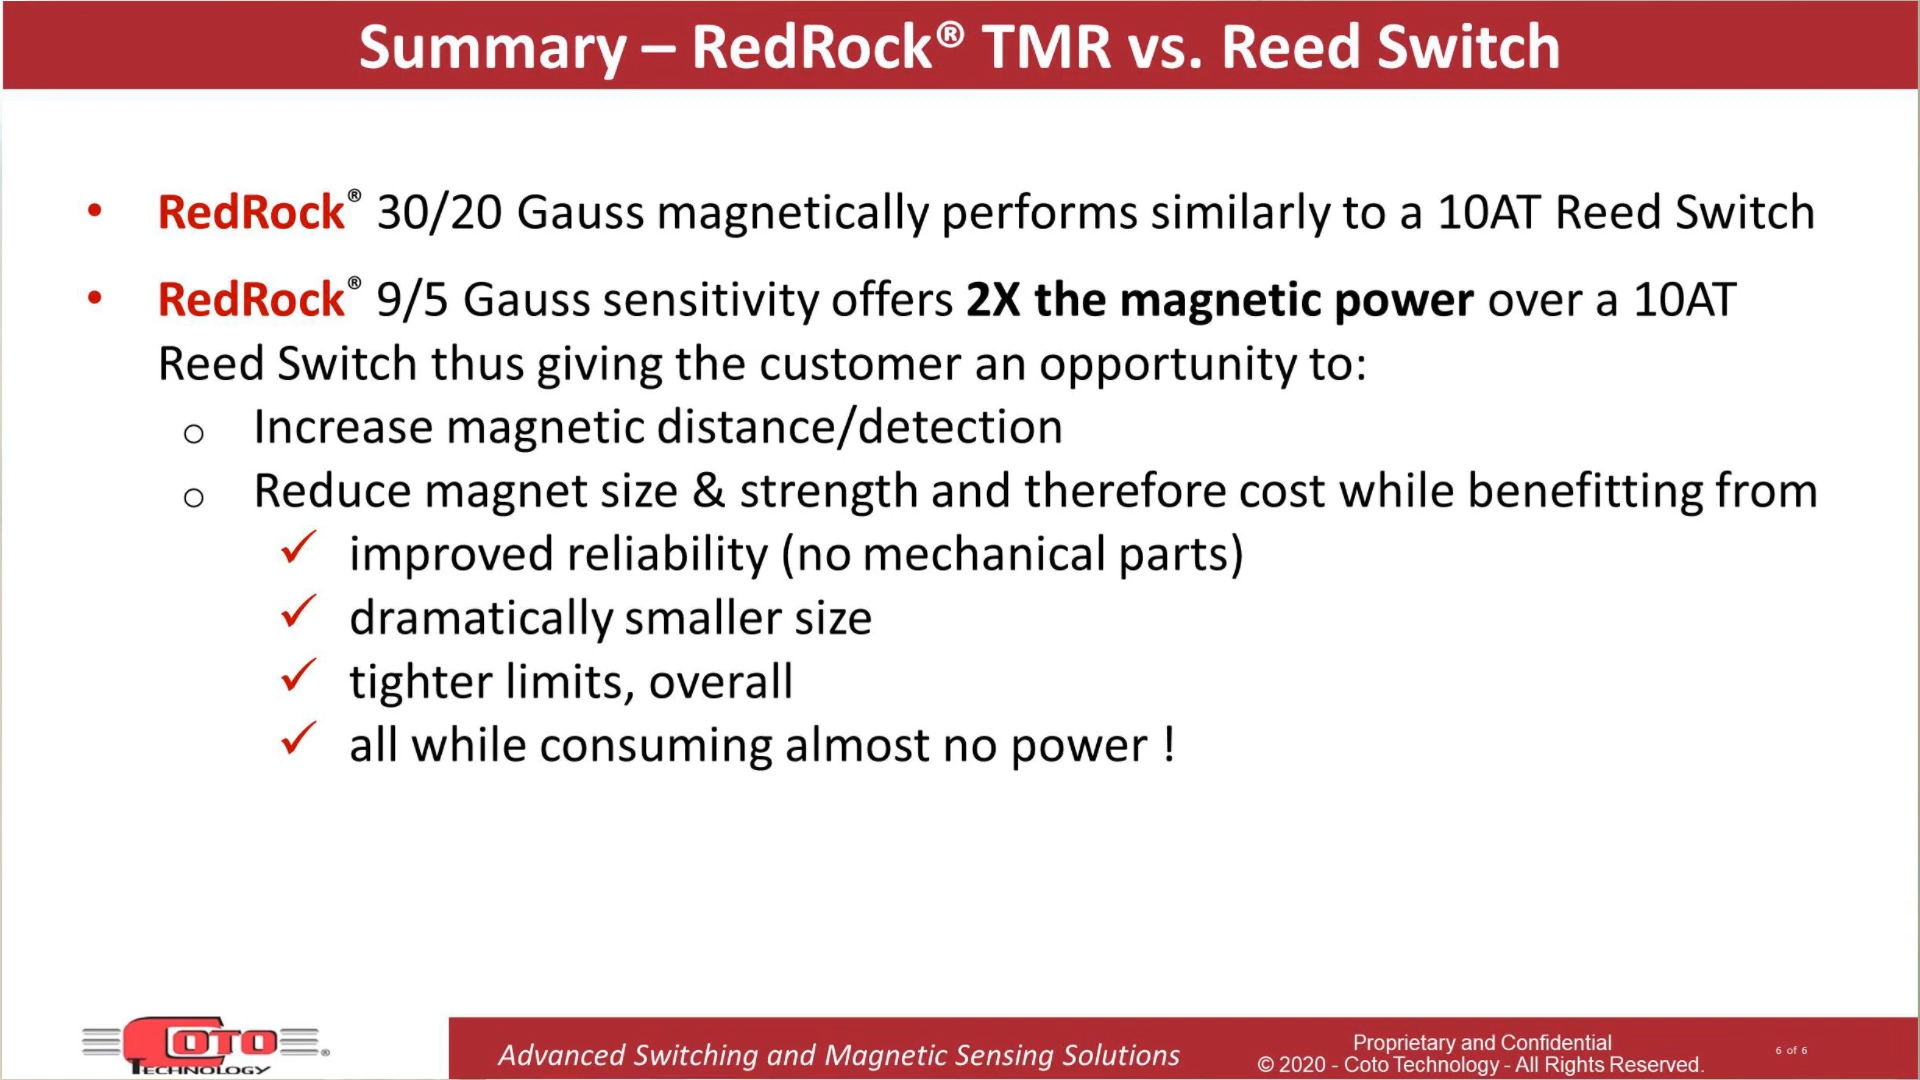 Summary – RedRock® TMR vs. Reed Switch
• RedRock® 30/20 Gauss magnetically performs similarly to a 10AT Reed Switch
• RedRock® 9/5 Gauss sensitivity offers 2X the magnetic power over a 10AT
Reed Switch thus giving the customer an opportunity to:
o Increase magnetic distance/detection
o Reduce magnet size & strength and therefore cost while benefitting from
✓ improved reliability (no mechanical parts)
✓ dramatically smaller size
✓ tighter limits, overall
✓ all while consuming almost no power !
COTO
TECHNOLOGY
®
Advanced Switching and Magnetic Sensing Solutions
Proprietary and Confidential
© 2020 - Coto Technology - All Rights Reserved.
6 of 6